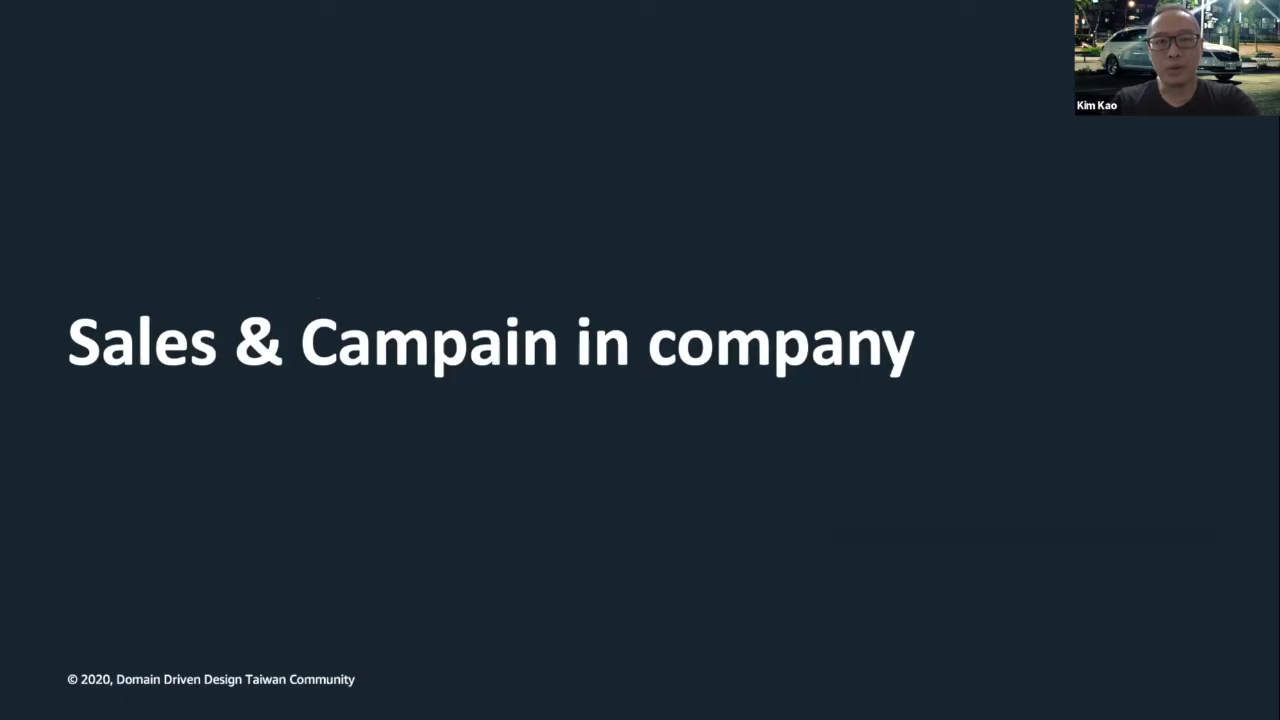 Kim Kao
Sales & Campain in company
© 2020, Domain Driven Design Taiwan Community